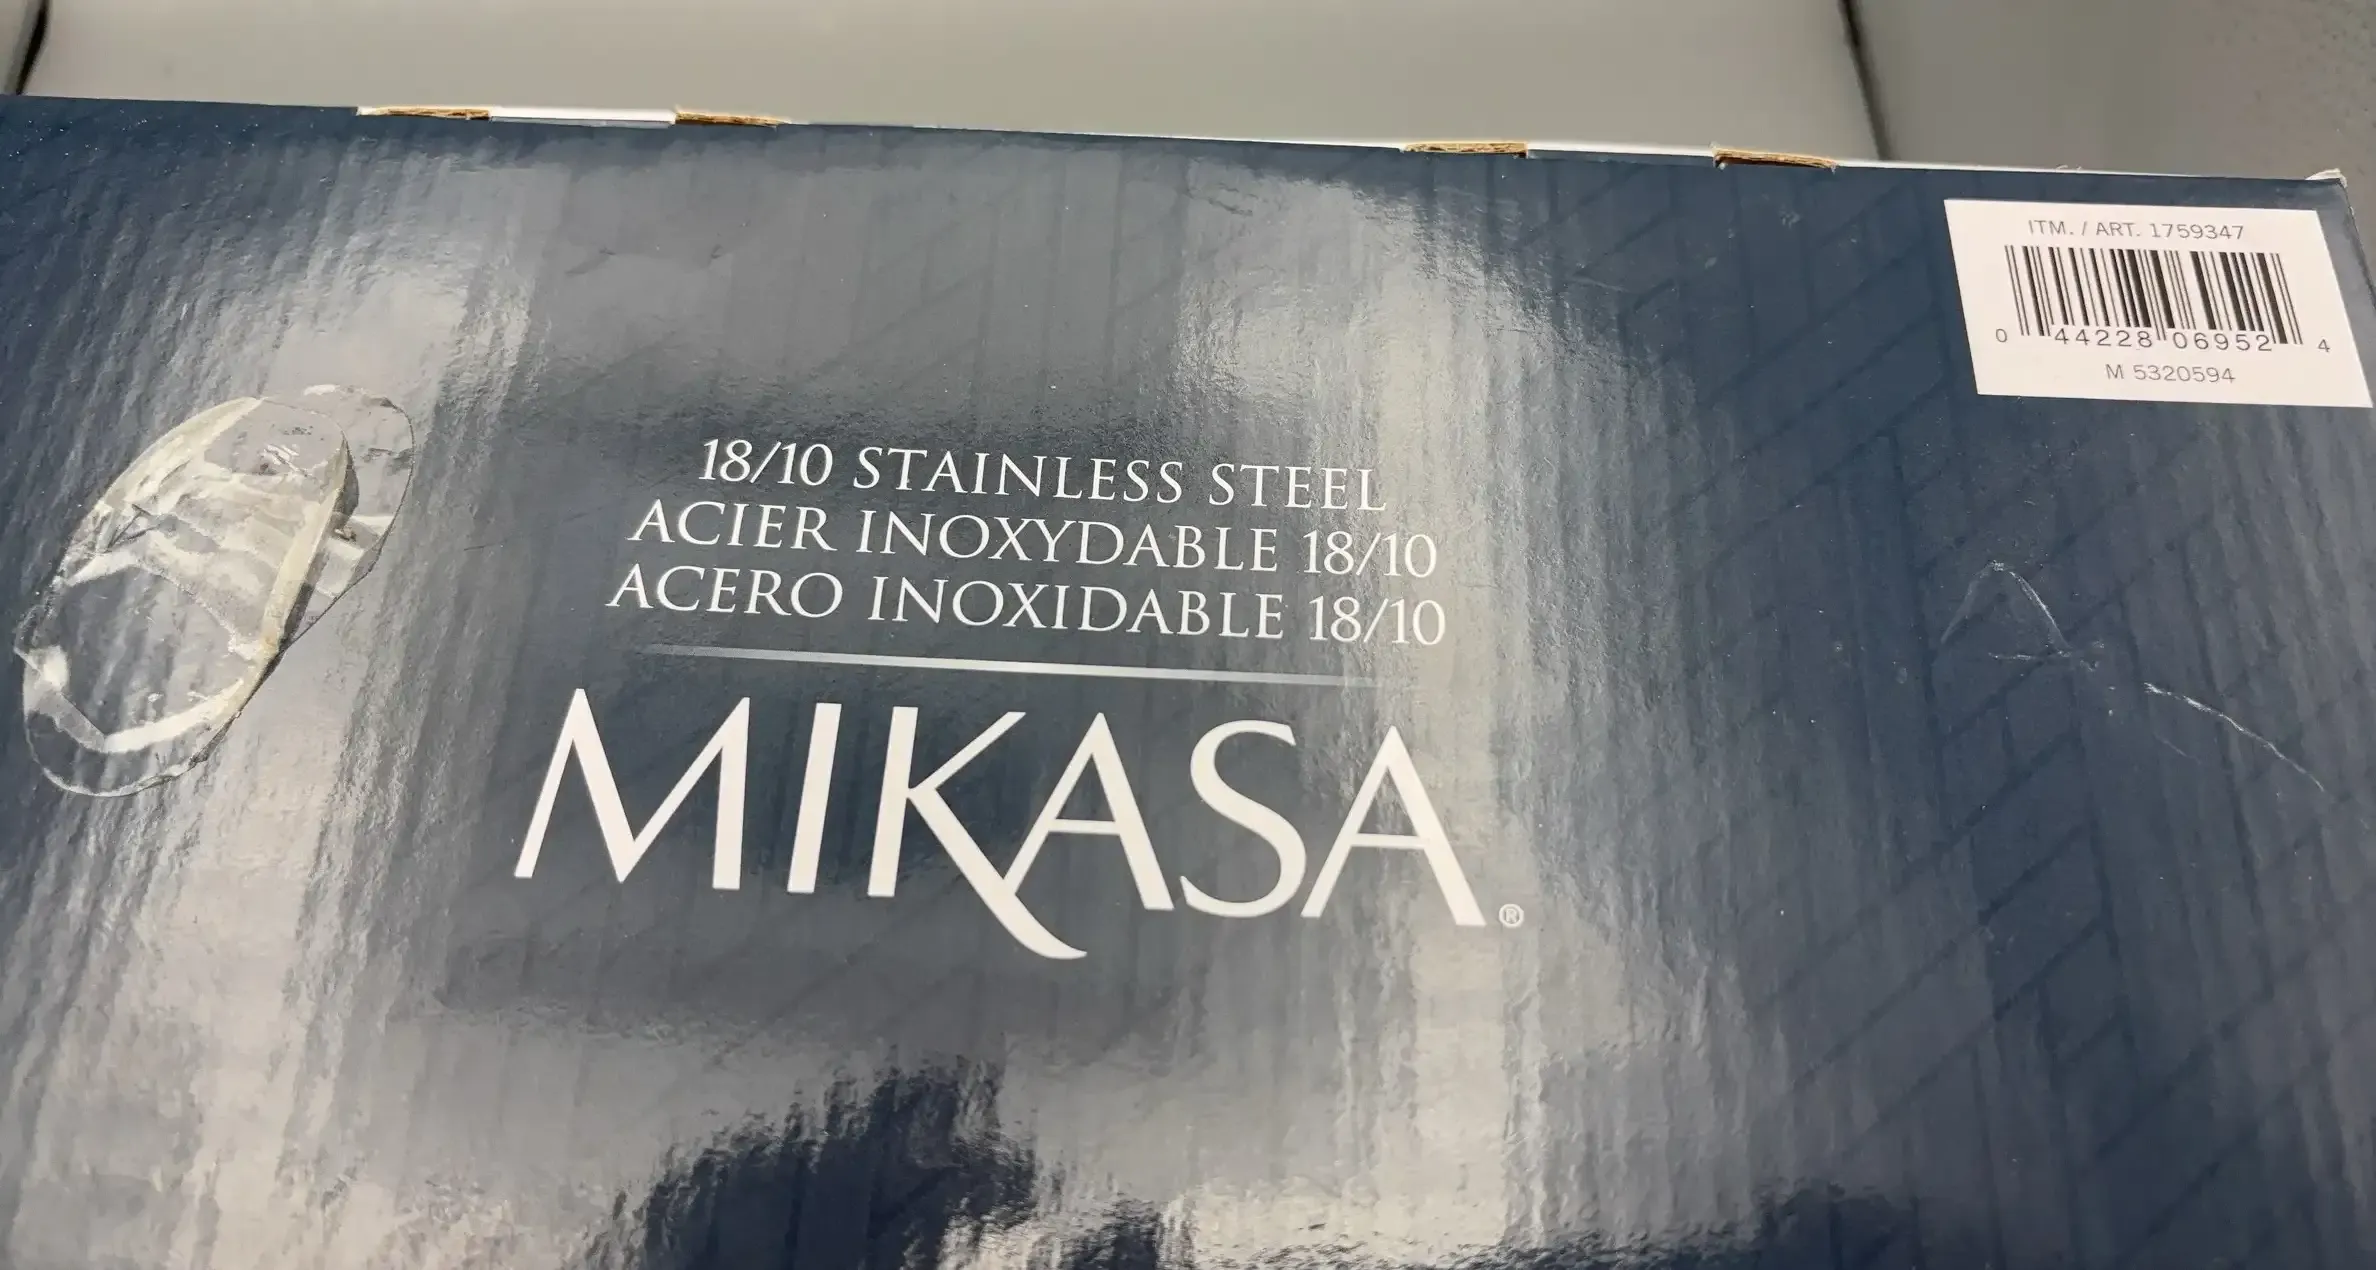 ITM. / ART. 1759347
0 44228 06952 4
M 5320594
18/10 STAINLESS STEEL
ACIER INOXYDABLE 18/10
ACERO INOXIDABLE 18/10
MIKASA®